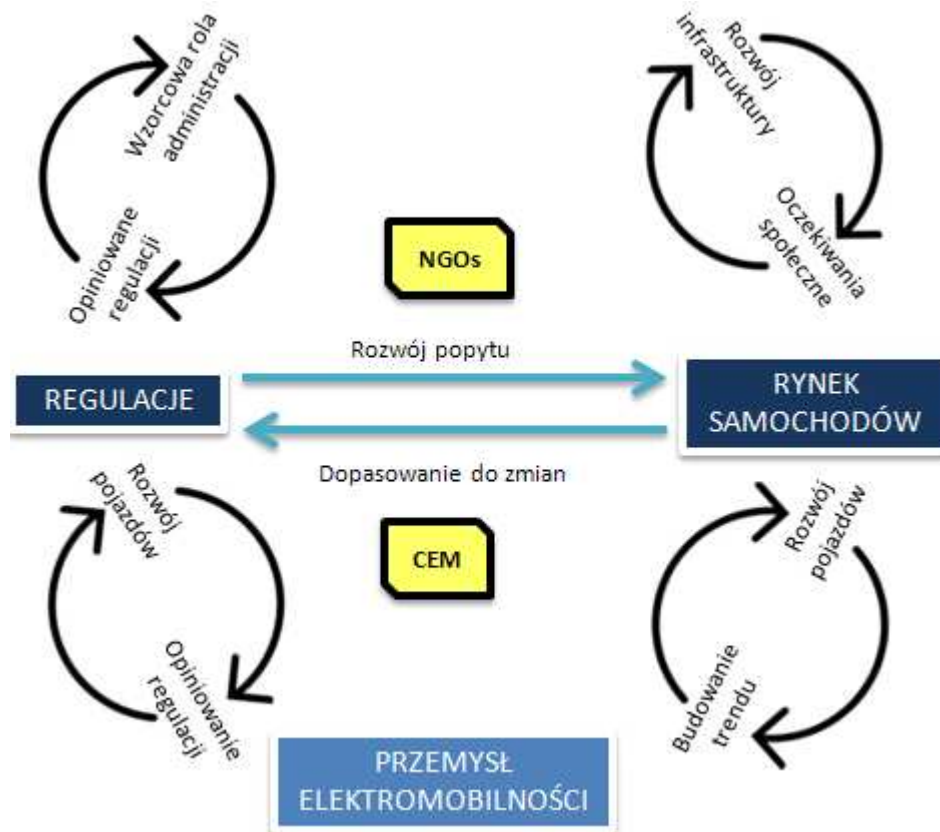 Wzorcowa rola
administracji
Opiniowane
regulacji
Rozwój
infrastruktury
Oczekiwania
społeczne
NGOs
Rozwój popytu
REGULACJE
RYNEK
SAMOCHODÓW
Dopasowanie do zmian
CEM
Rozwój
pojazdów
Opiniowanie
regulacji
Rozwój
pojazdów
Budowanie
trendu
PRZEMYSŁ
ELEKTROMOBILNOŚCI